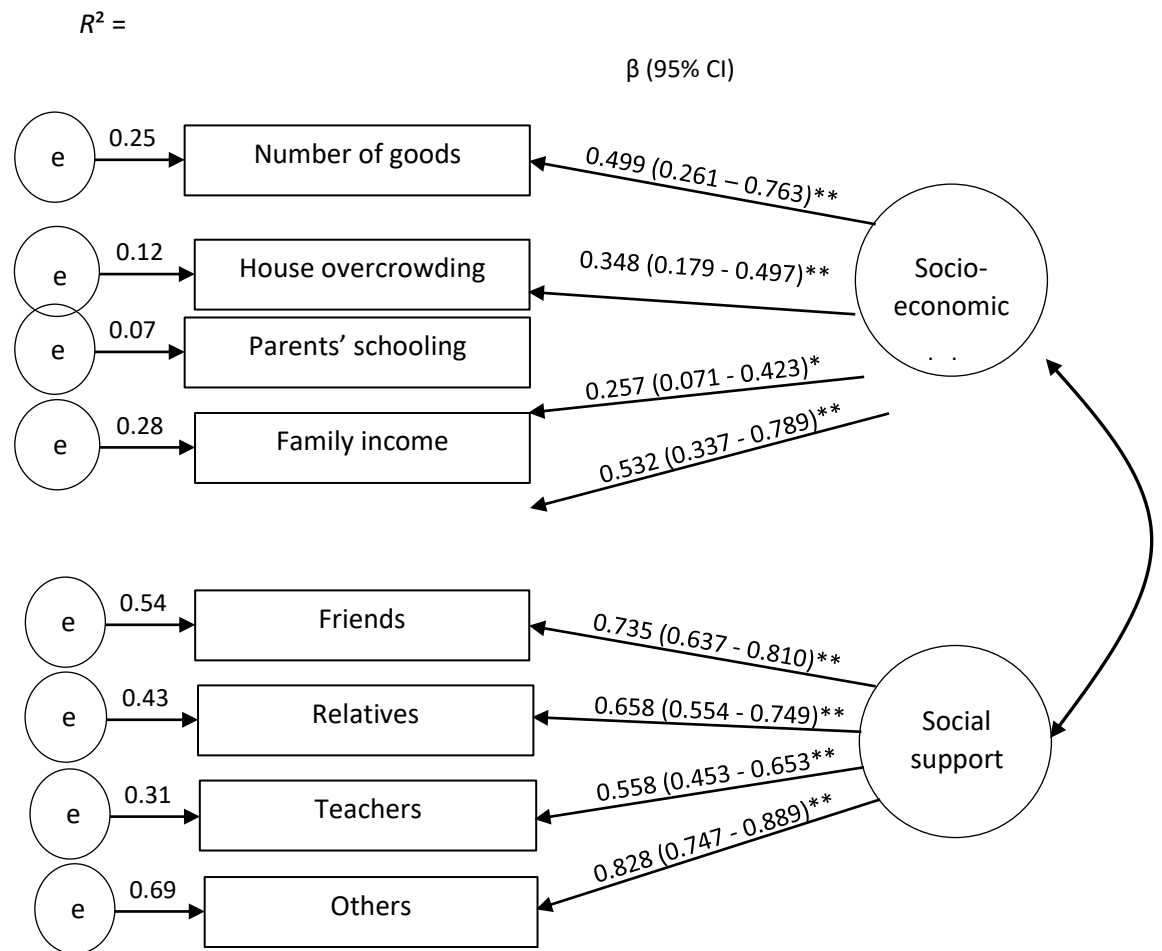 R² =
β (95% CI)
e
0.25
Number of goods
0.499 (0.261 – 0.763)**
e
0.12
House overcrowding
0.348 (0.179 - 0.497)**
Socio-
economic
e
0.07
Parents’ schooling
0.257 (0.071 - 0.423)*
e
0.28
Family income
0.532 (0.337 - 0.789)**
e
0.54
Friends
0.735 (0.637 - 0.810)**
e
0.43
Relatives
0.658 (0.554 - 0.749)**
Social
support
e
0.31
Teachers
0.558 (0.453 - 0.653**
e
0.69
Others
0.828 (0.747 - 0.889)**